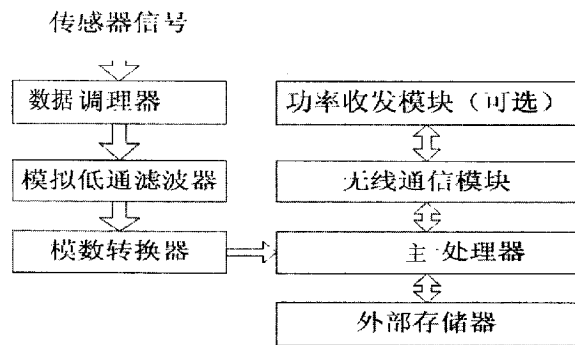 传感器信号
数据调理器
功率收发模块（可选）
模拟低通滤波器
无线通信模块
模数转换器
主处理器
外部存储器